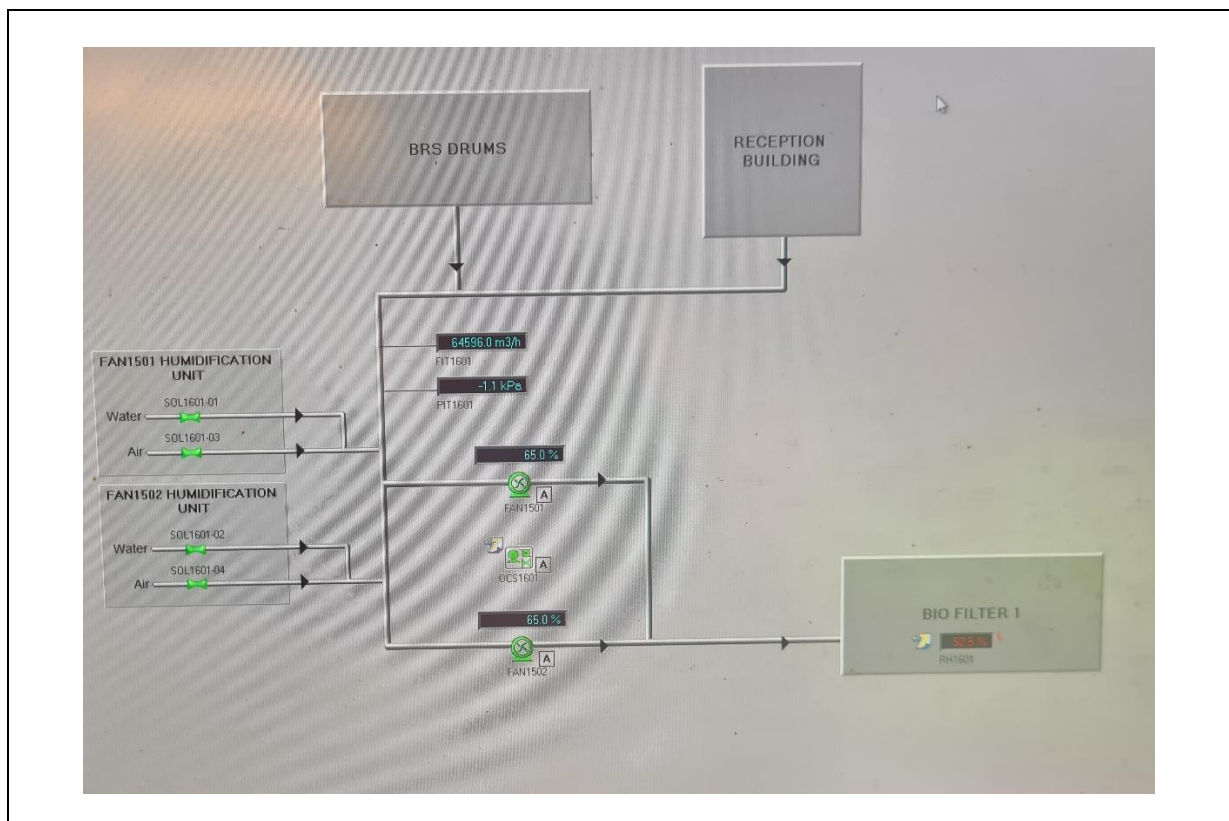 BRS DRUMS
RECEPTION
BUILDING
64596.0 m3/h
FIT1601
-1.1 kPa
PIT1601
FAN1501 HUMIDIFICATION
UNIT
SOL1601-01
Water
SOL1601-03
Air
65.0 %
A
FAN1501
FAN1502 HUMIDIFICATION
UNIT
SOL1601-02
Water
SOL1601-04
Air
A
OCS1601
65.0 %
A
FAN1502
BIO FILTER 1
52.5 % L
RH1601